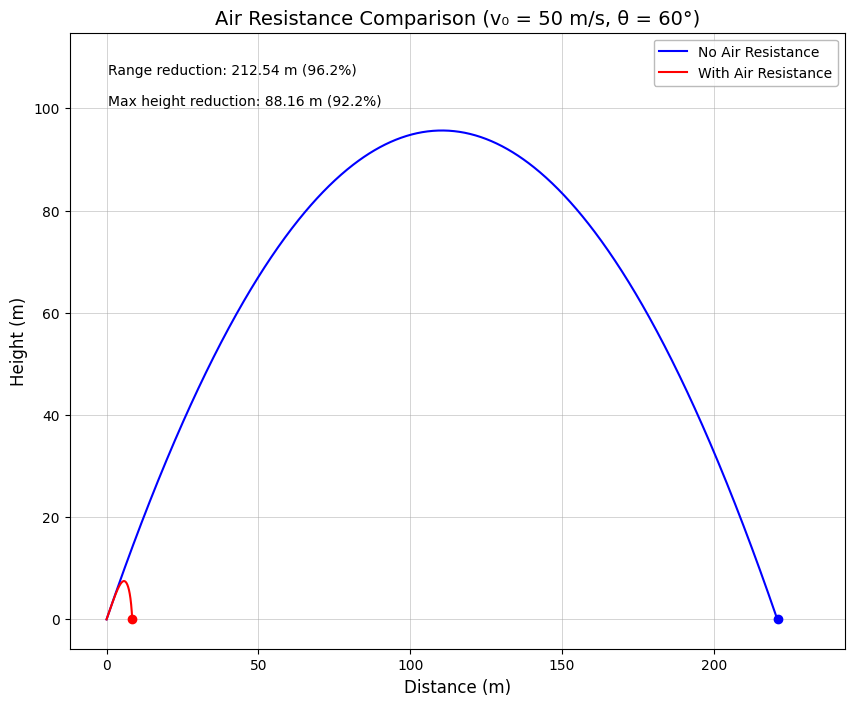 Air Resistance Comparison (v₀ = 50 m/s, θ = 60°)
Range reduction: 212.54 m (96.2%)
Max height reduction: 88.16 m (92.2%)
No Air Resistance
With Air Resistance
Height (m)
100
80
60
40
20
0
0 50 100 150 200
Distance (m)